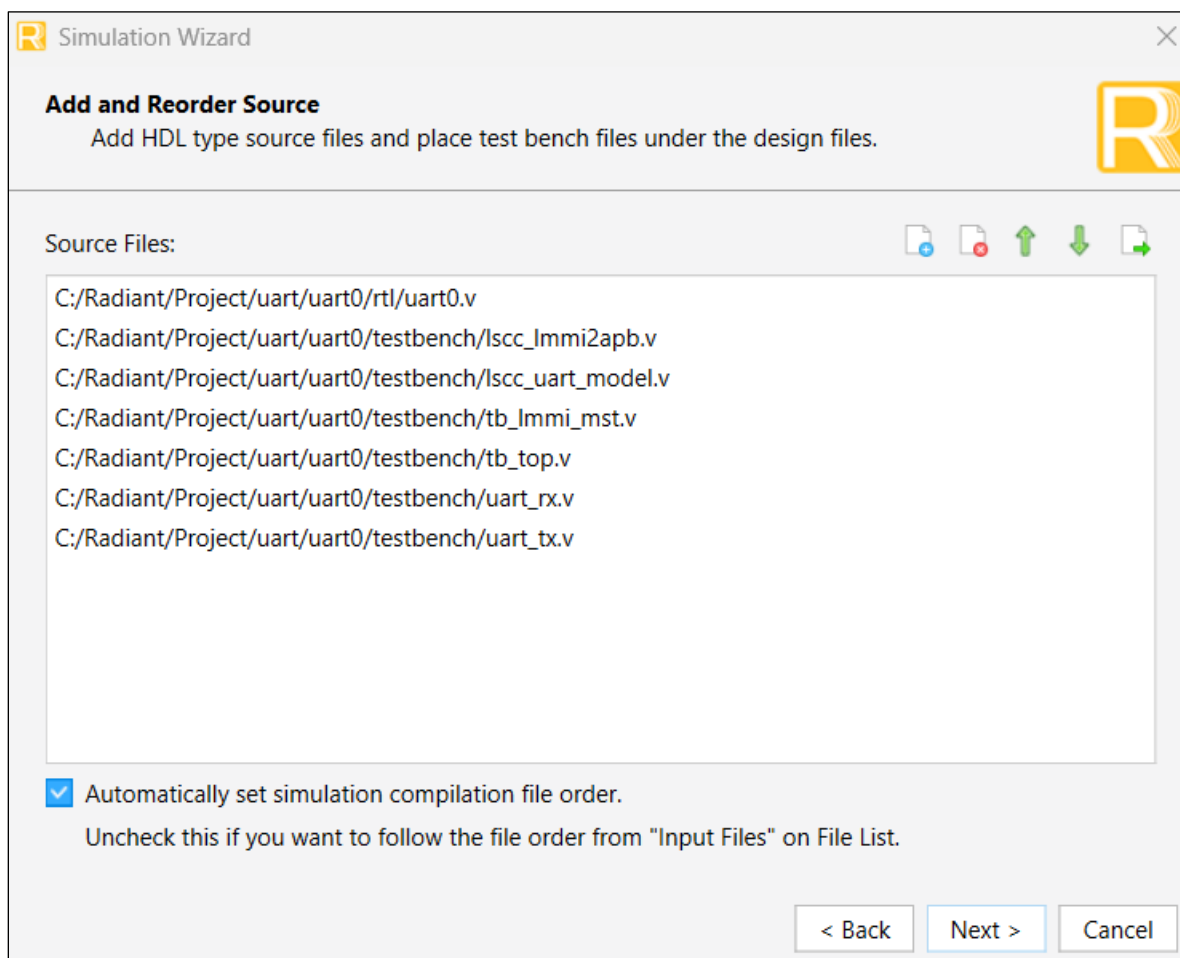 Simulation Wizard
Add and Reorder Source
Add HDL type source files and place test bench files under the design files.
Source Files:
C:/Radiant/Project/uart/uart0/rtl/uart0.v
C:/Radiant/Project/uart/uart0/testbench/lscc_lmmi2apb.v
C:/Radiant/Project/uart/uart0/testbench/lscc_uart_model.v
C:/Radiant/Project/uart/uart0/testbench/tb_lmmi_mst.v
C:/Radiant/Project/uart/uart0/testbench/tb_top.v
C:/Radiant/Project/uart/uart0/testbench/uart_rx.v
C:/Radiant/Project/uart/uart0/testbench/uart_tx.v
Automatically set simulation compilation file order.
Uncheck this if you want to follow the file order from "Input Files" on File List.
< Back Next > Cancel